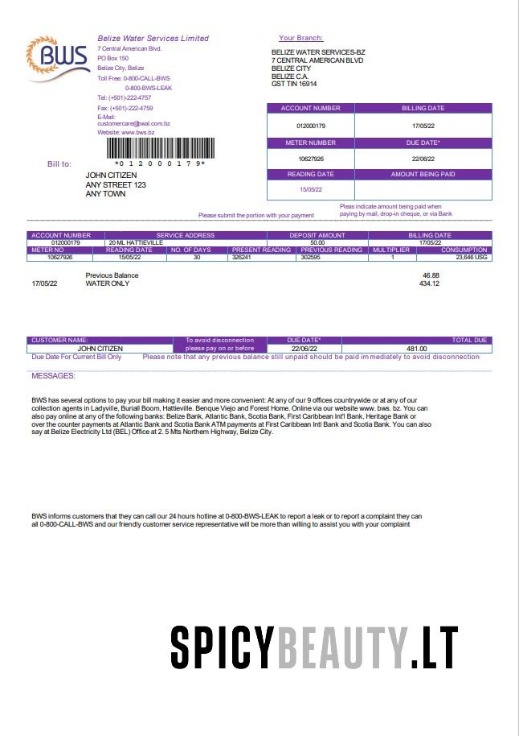 BWS
Belize Water Services Limited
7 Central American Blvd.
PO Box 150
Belize City, Belize
Toll Free: 0-800-CALL-BWS
0-800-BWS-LEAK
Tel: (+501)-222-4757
Fax: (+501)-222-4759
E-Mail:
customercare@bwal.com.bz
Website: www.bws.bz
*012000179*
Bill to:
JOHN CITIZEN
ANY STREET 123
ANY TOWN
Your Branch:
BELIZE WATER SERVICES-BZ
7 CENTRAL AMERICAN BLVD
BELIZE CITY
BELIZE C.A.
GST TIN 16914
ACCOUNT NUMBER BILLING DATE
012000179 17/05/22
METER NUMBER DUE DATE*
10627926 22/06/22
READING DATE AMOUNT BEING PAID
15/05/22
Pleas indicate amount being paid when
paying by mail, drop-in cheque, or via Bank
Please submit the portion with your payment
ACCOUNT NUMBER SERVICE ADDRESS DEPOSIT AMOUNT BILLING DATE
012000179 20 ML HATTIEVILLE 50.00 17/05/22
METER NO READING DATE NO. OF DAYS PRESENT READING PREVIOUS READING MULTIPLIER CONSUMPTION
10627926 15/05/22 30 326241 302595 1 23,646 USG
Previous Balance 46.88
17/05/22 WATER ONLY 434.12
CUSTOMER NAME: To avoid disconnection DUE DATE* TOTAL DUE
JOHN CITIZEN please pay on or before 22/06/22 481.00
Due Date For Current Bill Only Please note that any previous balance still unpaid should be paid immediately to avoid disconnection
MESSAGES:
BWS has several options to pay your bill making it easier and more convenient: At any of our 9 offices countrywide or at any of our
collection agents in Ladyville, Buriall Boom, Hattieville. Benque Viejo and Forest Home. Online via our website www. bws. bz. You can
also pay online at any of the following banks: Belize Bank, Atlantic Bank, Scotia Bank, First Caribbean Int'l Bank, Heritage Bank or
over the counter payments at Atlantic Bank and Scotia Bank ATM payments at First Caribbean Intl Bank and Scotia Bank. You can also
say at Belize Electricity Ltd (BEL) Office at 2. 5 Mts Northern Highway, Belize City.
BWS informs customers that they can call our 24 hours hotline at 0-800-BWS-LEAK to report a leak or to report a complaint they can
all 0-800-CALL-BWS and our friendly customer service representative will be more than willing to assist you with your complaint
SPICYBEAUTY.LT